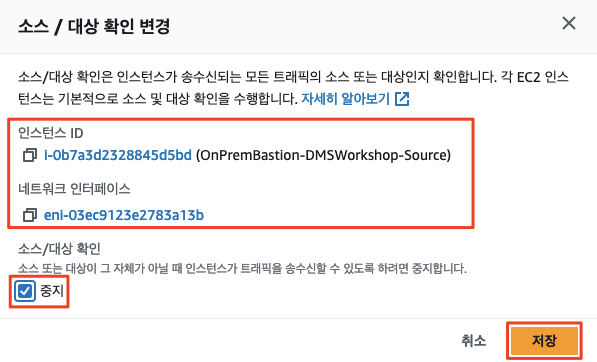 소스 / 대상 확인 변경
소스/대상 확인은 인스턴스가 송수신되는 모든 트래픽의 소스 또는 대상인지 확인합니다. 각 EC2 인스
턴스는 기본적으로 소스 및 대상 확인을 수행합니다. 자세히 알아보기
인스턴스 ID
i-0b7a3d2328845d5bd (OnPremBastion-DMSWorkshop-Source)
네트워크 인터페이스
eni-03ec9123e2783a13b
소스/대상 확인
소스 또는 대상이 그 자체가 아닐 때 인스턴스가 트래픽을 송수신할 수 있도록 하려면 중지합니다.
중지
취소 저장